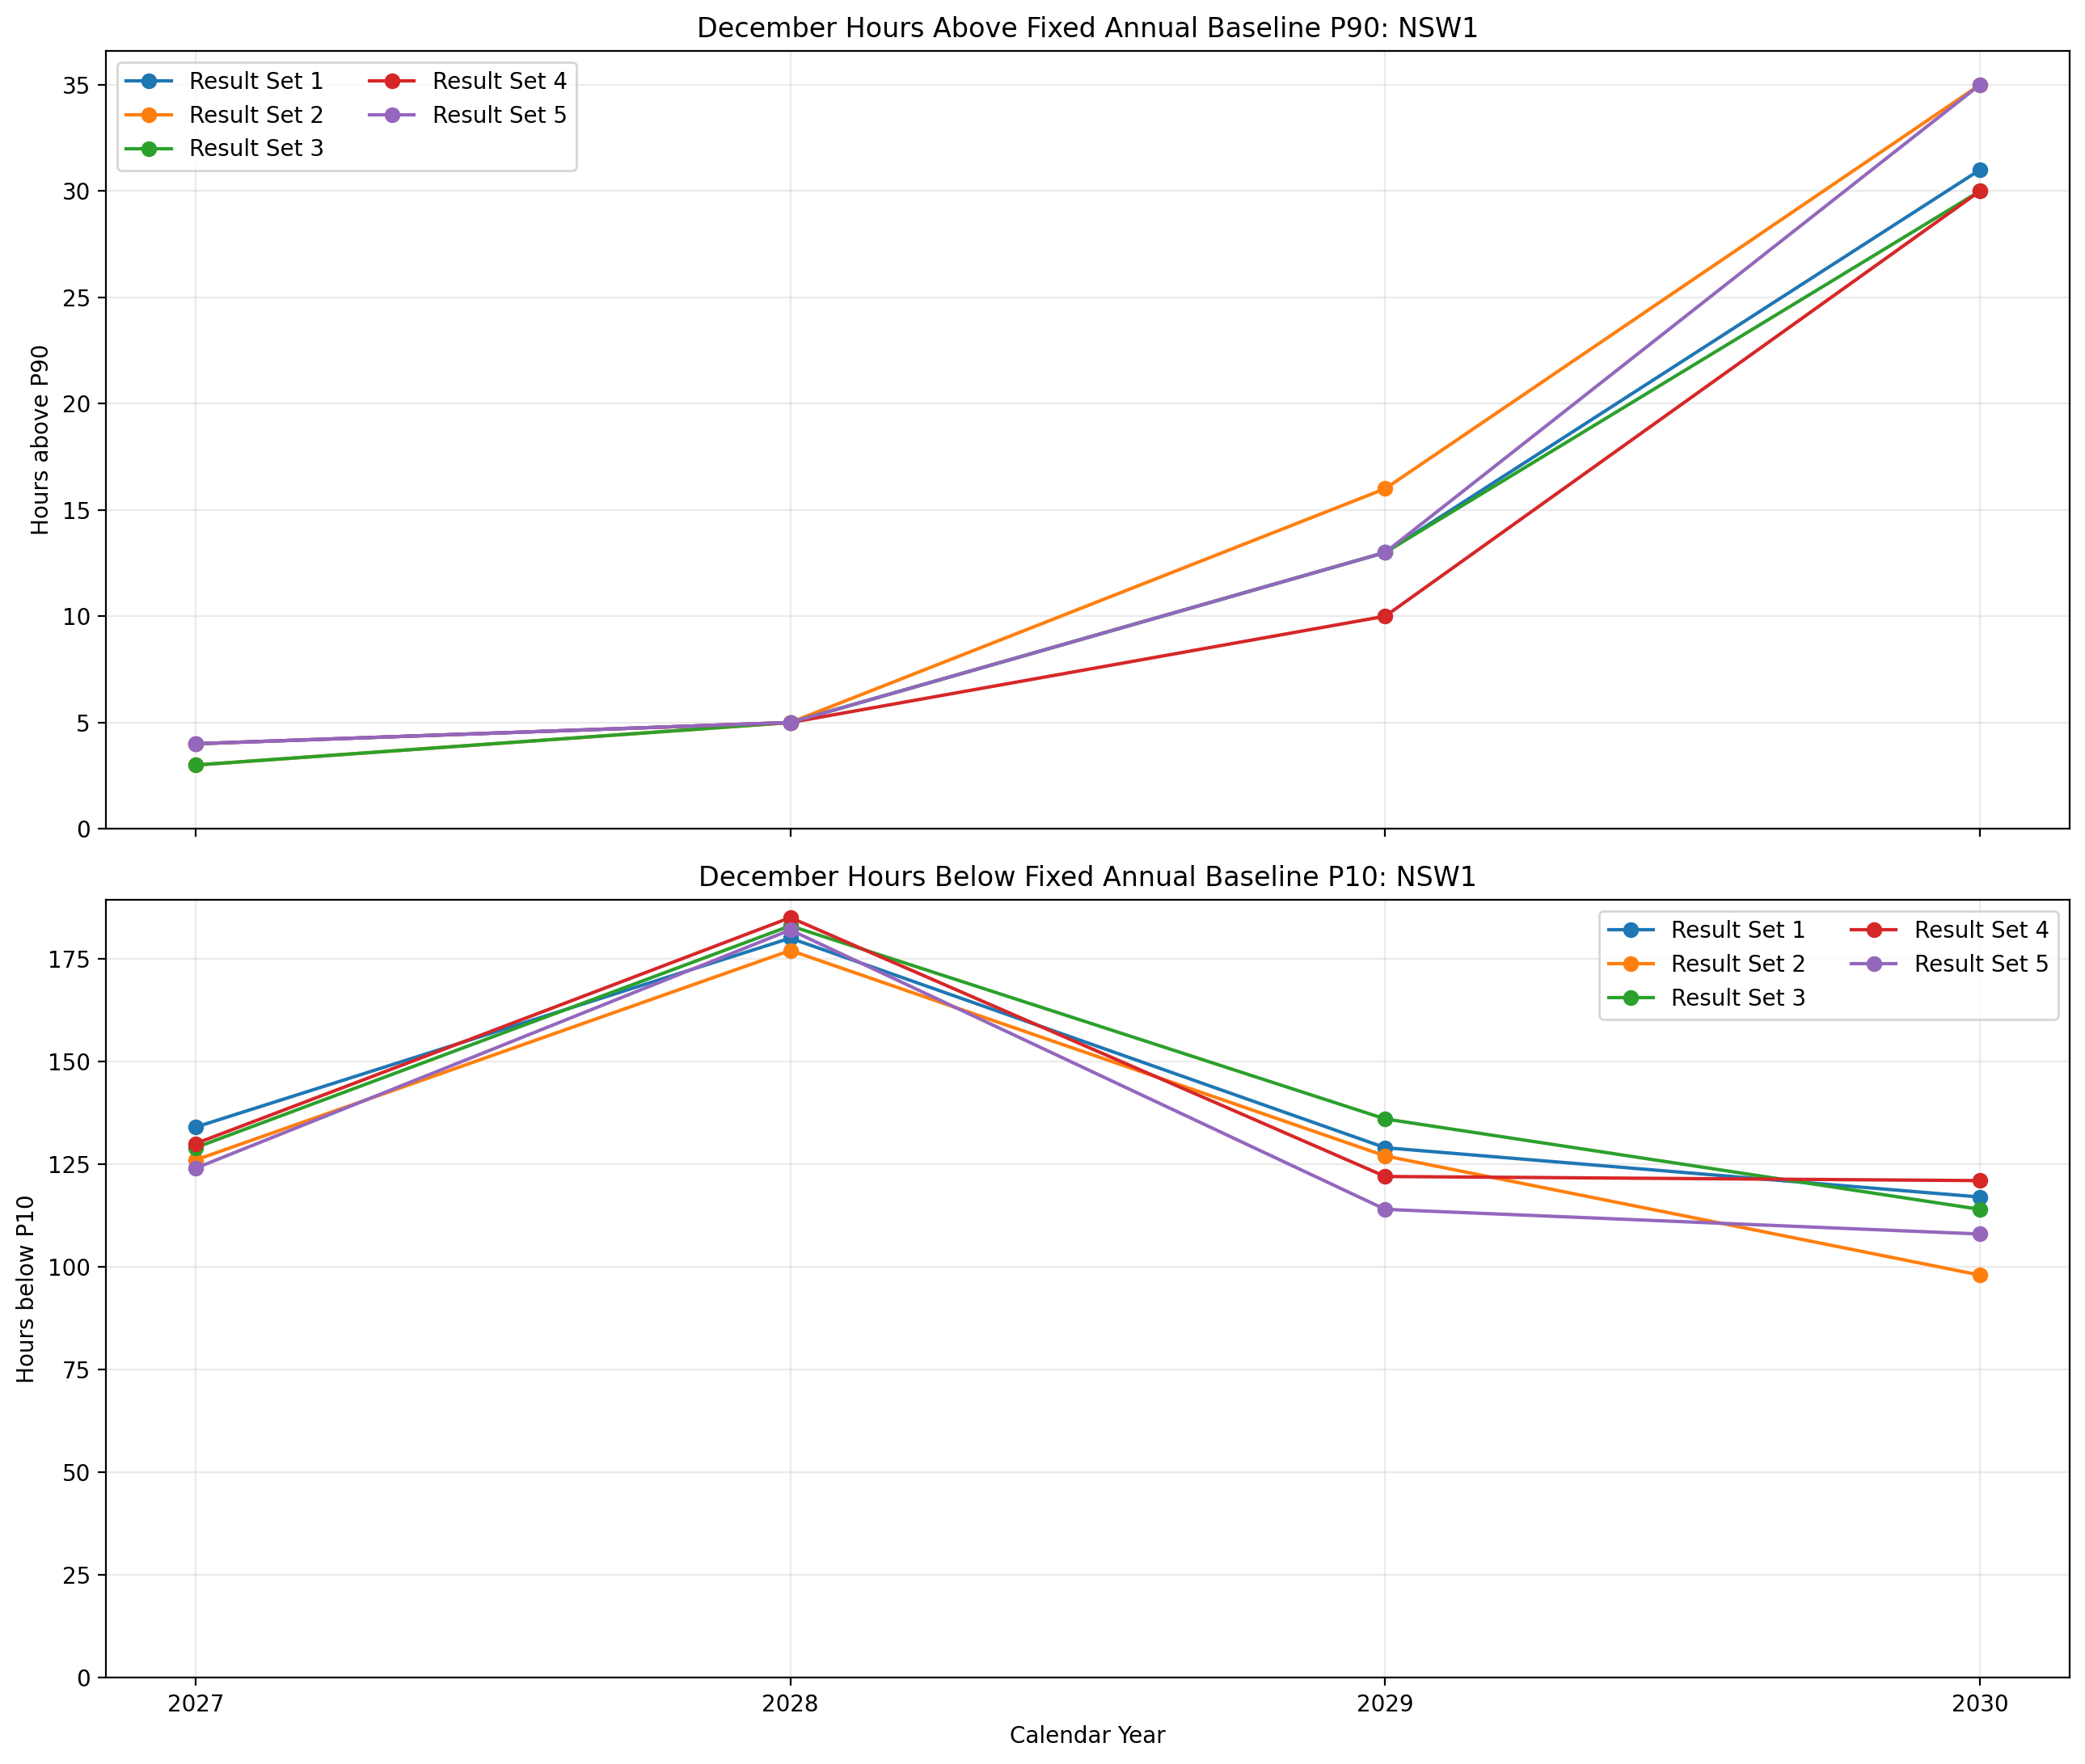 December Hours Above Fixed Annual Baseline P90: NSW1
Result Set 1
Result Set 2
Result Set 3
Result Set 4
Result Set 5
Hours above P90
35
30
25
20
15
10
5
0
December Hours Below Fixed Annual Baseline P10: NSW1
Result Set 1
Result Set 2
Result Set 3
Result Set 4
Result Set 5
Hours below P10
175
150
125
100
75
50
25
0
2027 2028 2029 2030
Calendar Year